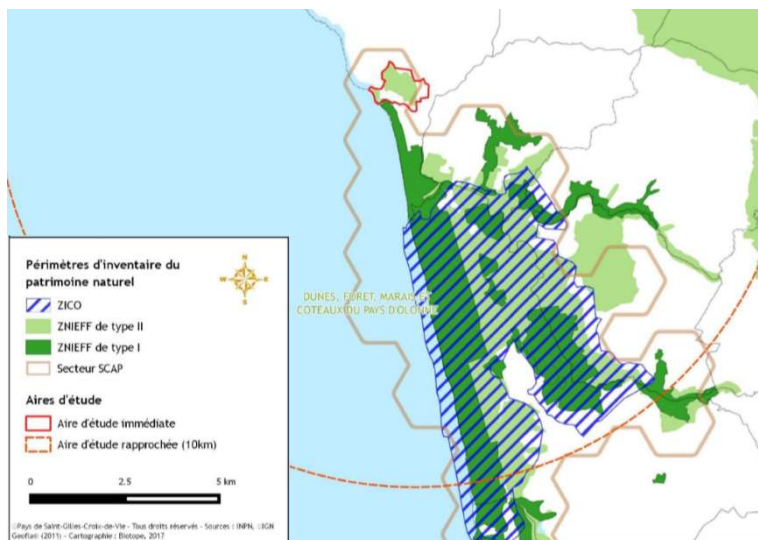 DUNES, FORET, MARAIS ET
COTEAUX DU PAYS D'OLONNE
Périmètres d'inventaire du
patrimoine naturel
N
W E
S
ZICO
ZNIEFF de type II
ZNIEFF de type I
Secteur SCAP
Aires d'étude
Aire d'étude immédiate
Aire d'étude rapprochée (10km)
0 2.5 5 km
©Pays de Saint-Gilles-Croix-de-Vie - Tous droits réservés - Sources : INPN, ©IGN
Geofla© (2011) - Cartographie : Biotope, 2017